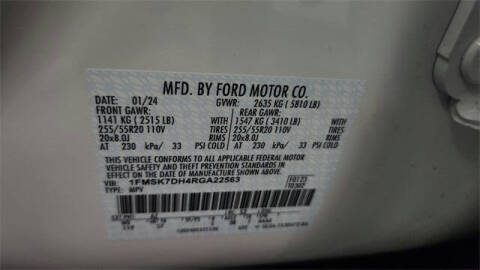 MFD. BY FORD MOTOR CO.
DATE: 01/24 GVWR: 2635 KG ( 5810 LB)
FRONT GAWR: REAR GAWR:
1141 KG ( 2515 LB) WITH 1547 KG ( 3410 LB) WITH
255/55R20 110V TIRES 255/55R20 110V TIRES
20x8.0J RIMS 20x8.0J RIMS
AT 230 kPa/ 33 PSI COLD AT 230 kPa/ 33 PSI COLD
THIS VEHICLE CONFORMS TO ALL APPLICABLE FEDERAL MOTOR
VEHICLE SAFETY AND THEFT PREVENTION STANDARDS IN
EFFECT ON THE DATE OF MANUFACTURE SHOWN ABOVE.
VIN: 1FMSK7DH4RGA22563 F0123
TYPE: MPV T0302